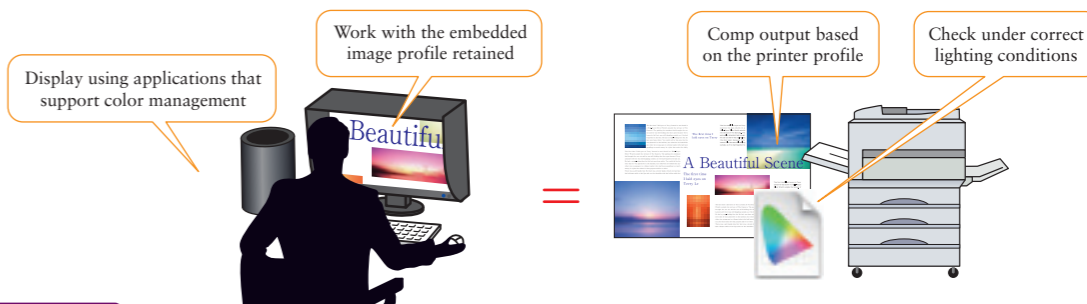 Display using applications that
support color management
Work with the embedded
image profile retained
Comp output based
on the printer profile
Check under correct
lighting conditions
Beautifu
A Beautiful Scene